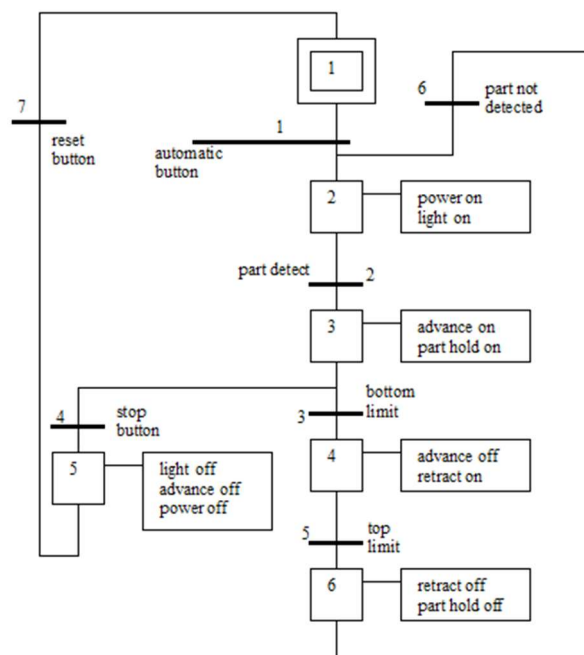 1
6
part not
detected
7
reset
button
1
automatic
button
2
power on
light on
part detect
2
3
advance on
part hold on
4
stop
button
3
bottom
limit
5
light off
advance off
power off
4
advance off
retract on
5
top
limit
6
retract off
part hold off